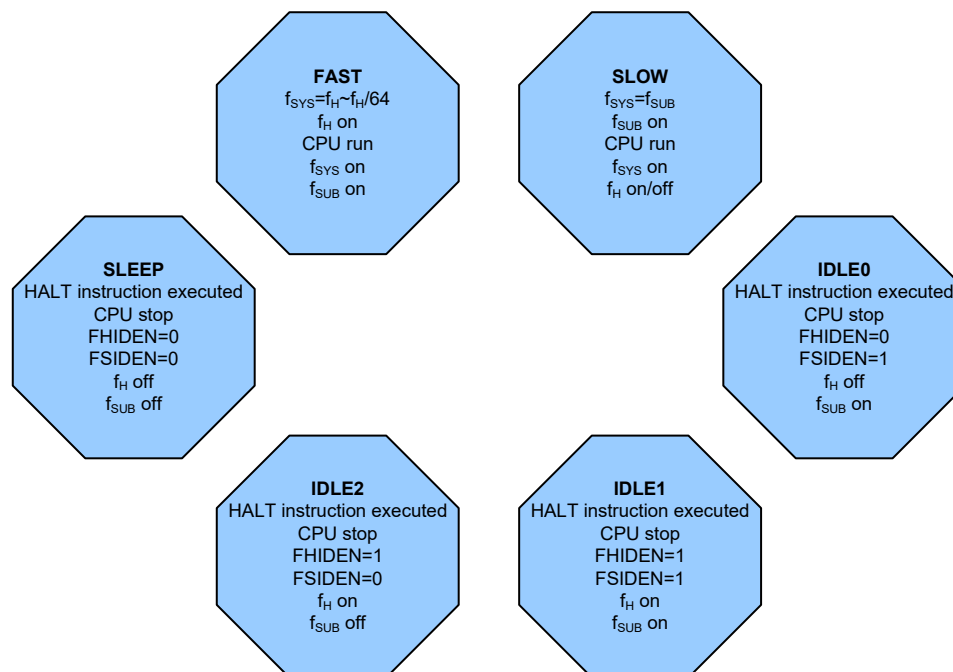 FAST
fSYS=fH~fH/64
fH on
CPU run
fSYS on
fSUB on
SLOW
fSYS=fSUB
fSUB on
CPU run
fSYS on
fH on/off
SLEEP
HALT instruction executed
CPU stop
FHIDEN=0
FSIDEN=0
fH off
fSUB off
IDLE0
HALT instruction executed
CPU stop
FHIDEN=0
FSIDEN=1
fH off
fSUB on
IDLE2
HALT instruction executed
CPU stop
FHIDEN=1
FSIDEN=0
fH on
fSUB off
IDLE1
HALT instruction executed
CPU stop
FHIDEN=1
FSIDEN=1
fH on
fSUB on